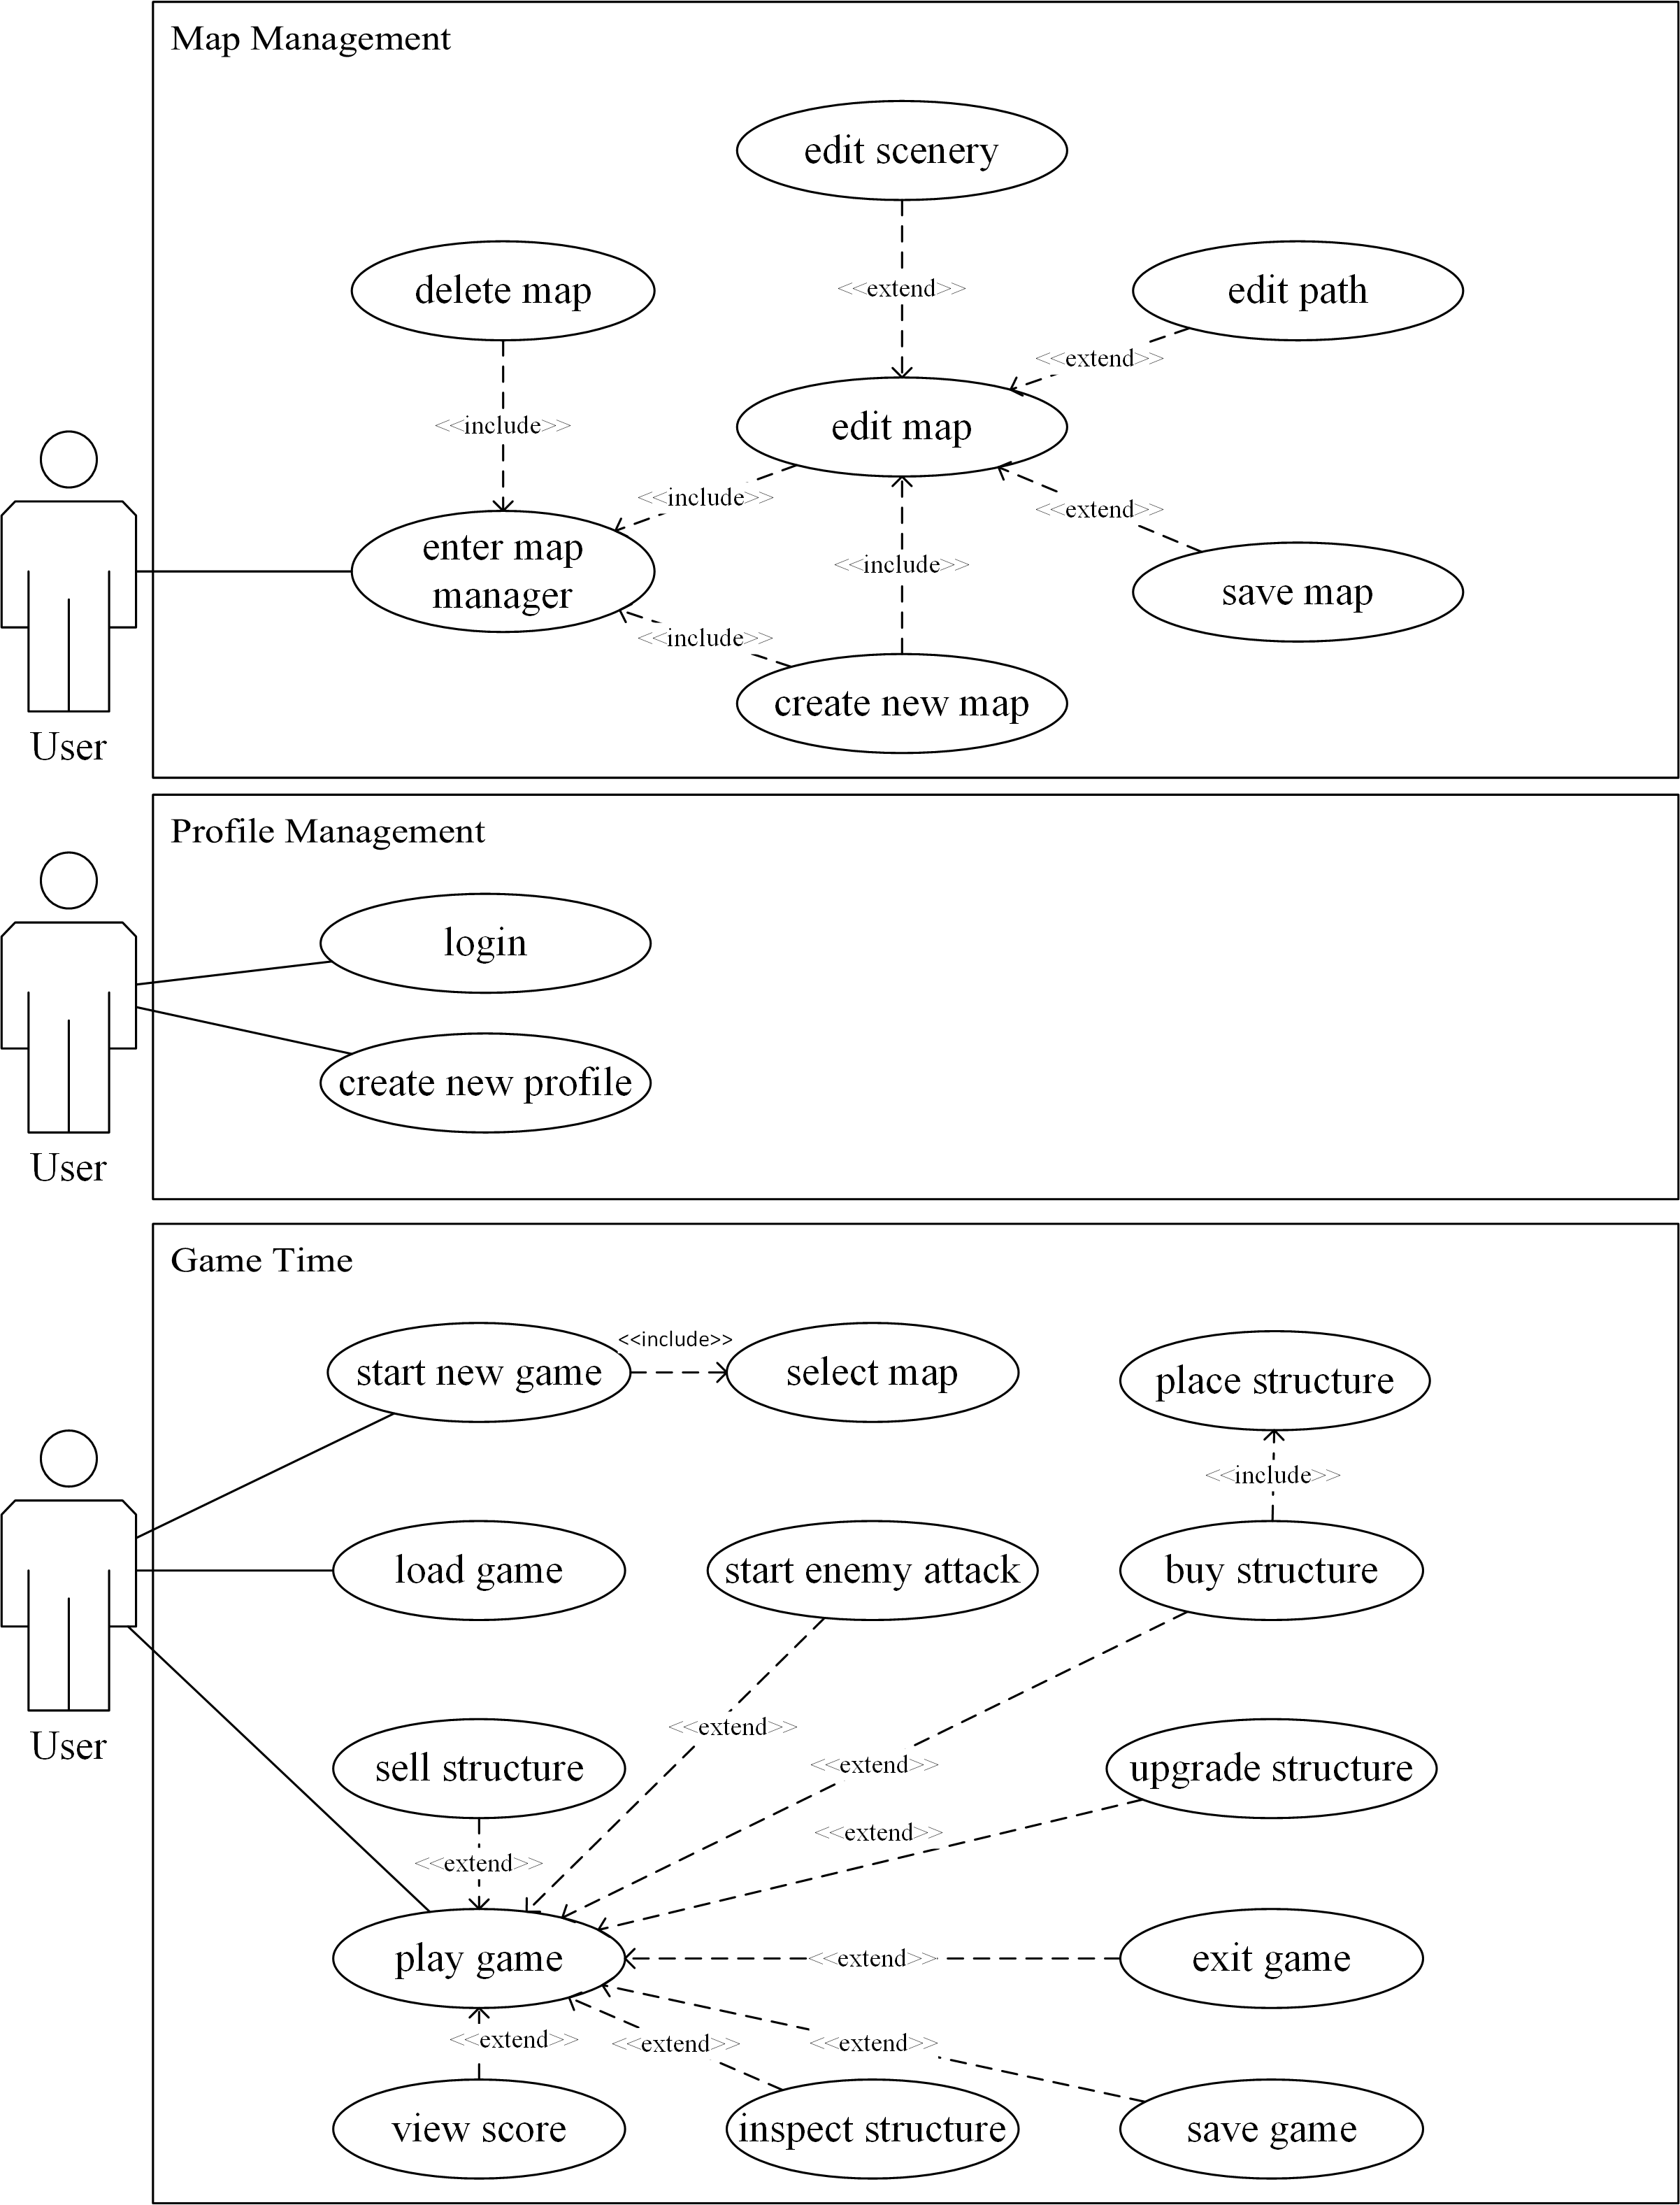 Map Management
edit scenery
delete map
edit path
<<extend>>
<<extend>>
<<include>>
edit map
<<include>>
<<extend>>
enter map
manager
<<include>>
save map
<<include>>
create new map
User
Profile Management
login
create new profile
User
Game Time
<<include>>
start new game
select map
place structure
<<include>>
load game
start enemy attack
buy structure
<<extend>>
User
sell structure
<<extend>>
upgrade structure
<<extend>>
<<extend>>
play game
<<extend>>
exit game
<<extend>>
<<extend>>
<<extend>>
view score
inspect structure
save game